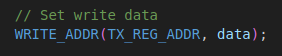 // Set write data
WRITE_ADDR(TX_REG_ADDR, data);